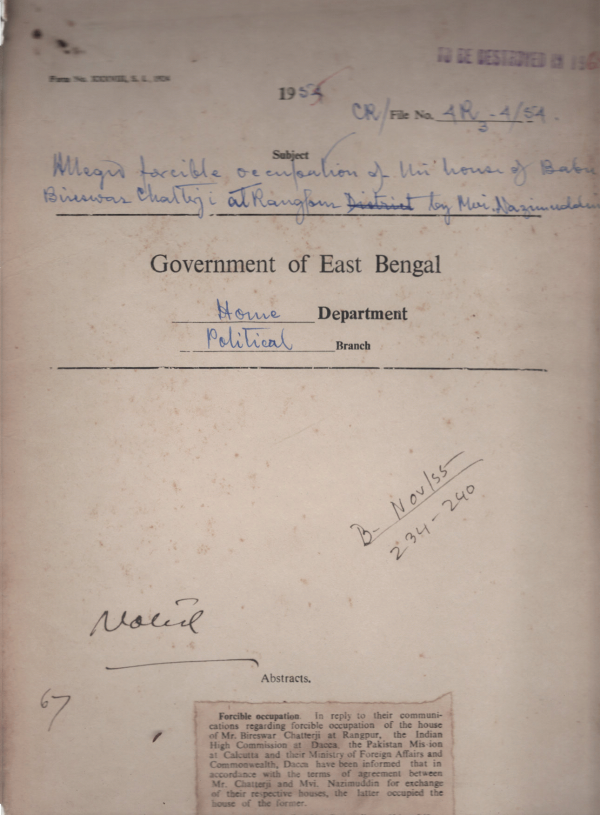 TO BE DESTROYED IN 196
Form No. XXXVIII, S. I., 1924
1954
CR/ File No. 4R 3 - 4/54.
Subject
Alleged forcible occupation of the house of Babu
Bireswar Chatterji at Rangpur District by Mvi. Nazimuddin
Government of East Bengal
Home Department
Political Branch
B- Nov/55
234-240
Abstracts.
67
Forcible occupation In reply to their communi-
cations regarding forcible occupation of the house
of Mr. Bireswar Chatterji at Rangpur, the Indian
High Commission at Dacca, the Pakistan Mission
at Calcutta and their Ministry of Foreign Affairs and
Commonwealth, Dacca have been informed that in
accordance with the terms of agreement between
Mr. Chatterji and Mvi. Nazimuddin for exchange
of their respective houses, the latter occupied the
house of the former.